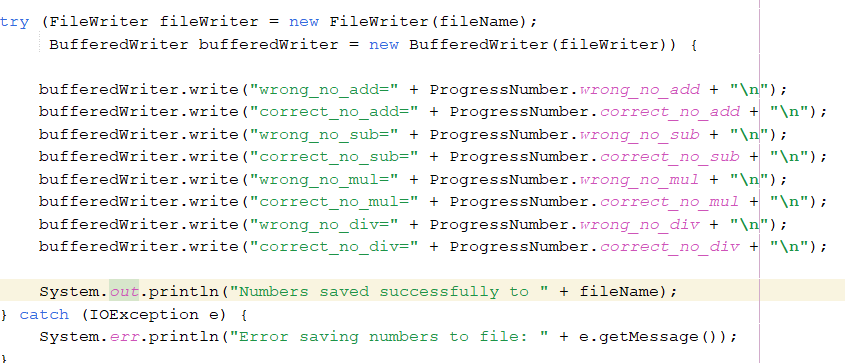 try (FileWriter fileWriter = new FileWriter(fileName);
     BufferedWriter bufferedWriter = new BufferedWriter(fileWriter)) {
    bufferedWriter.write("wrong_no_add=" + ProgressNumber.wrong_no_add + "\n");
    bufferedWriter.write("correct_no_add=" + ProgressNumber.correct_no_add + "\n");
    bufferedWriter.write("wrong_no_sub=" + ProgressNumber.wrong_no_sub + "\n");
    bufferedWriter.write("correct_no_sub=" + ProgressNumber.correct_no_sub + "\n");
    bufferedWriter.write("wrong_no_mul=" + ProgressNumber.wrong_no_mul + "\n");
    bufferedWriter.write("correct_no_mul=" + ProgressNumber.correct_no_mul + "\n");
    bufferedWriter.write("wrong_no_div=" + ProgressNumber.wrong_no_div + "\n");
    bufferedWriter.write("correct_no_div=" + ProgressNumber.correct_no_div + "\n");
    System.out.println("Numbers saved successfully to " + fileName);
} catch (IOException e) {
    System.err.println("Error saving numbers to file: " + e.getMessage());
}